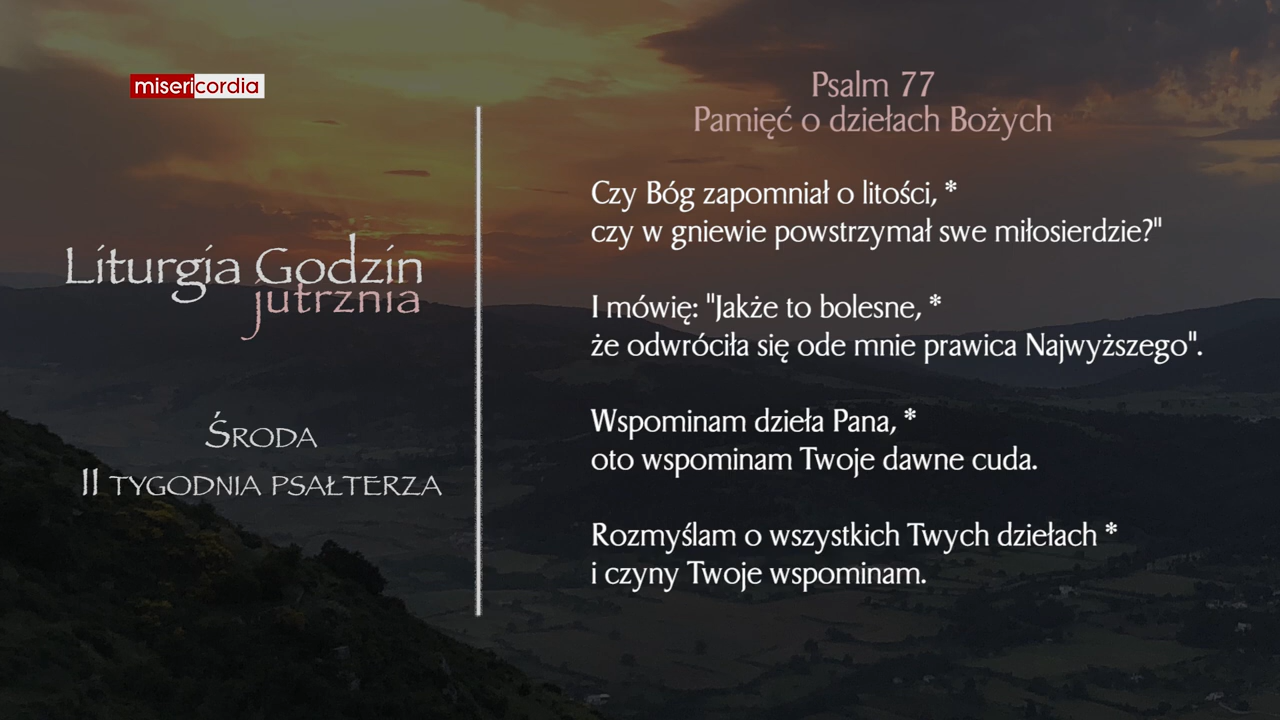 misericordia
Liturgia Godzin
jutrznia
Środa
II tygodnia psałterza
Psalm 77
Pamięć o dziełach Bożych
Czy Bóg zapomniał o litości, *
czy w gniewie powstrzymał swe miłosierdzie?"
I mówię: "Jakże to bolesne, *
że odwróciła się ode mnie prawica Najwyższego".
Wspominam dzieła Pana, *
oto wspominam Twoje dawne cuda.
Rozmyślam o wszystkich Twych dziełach *
i czyny Twoje wspominam.